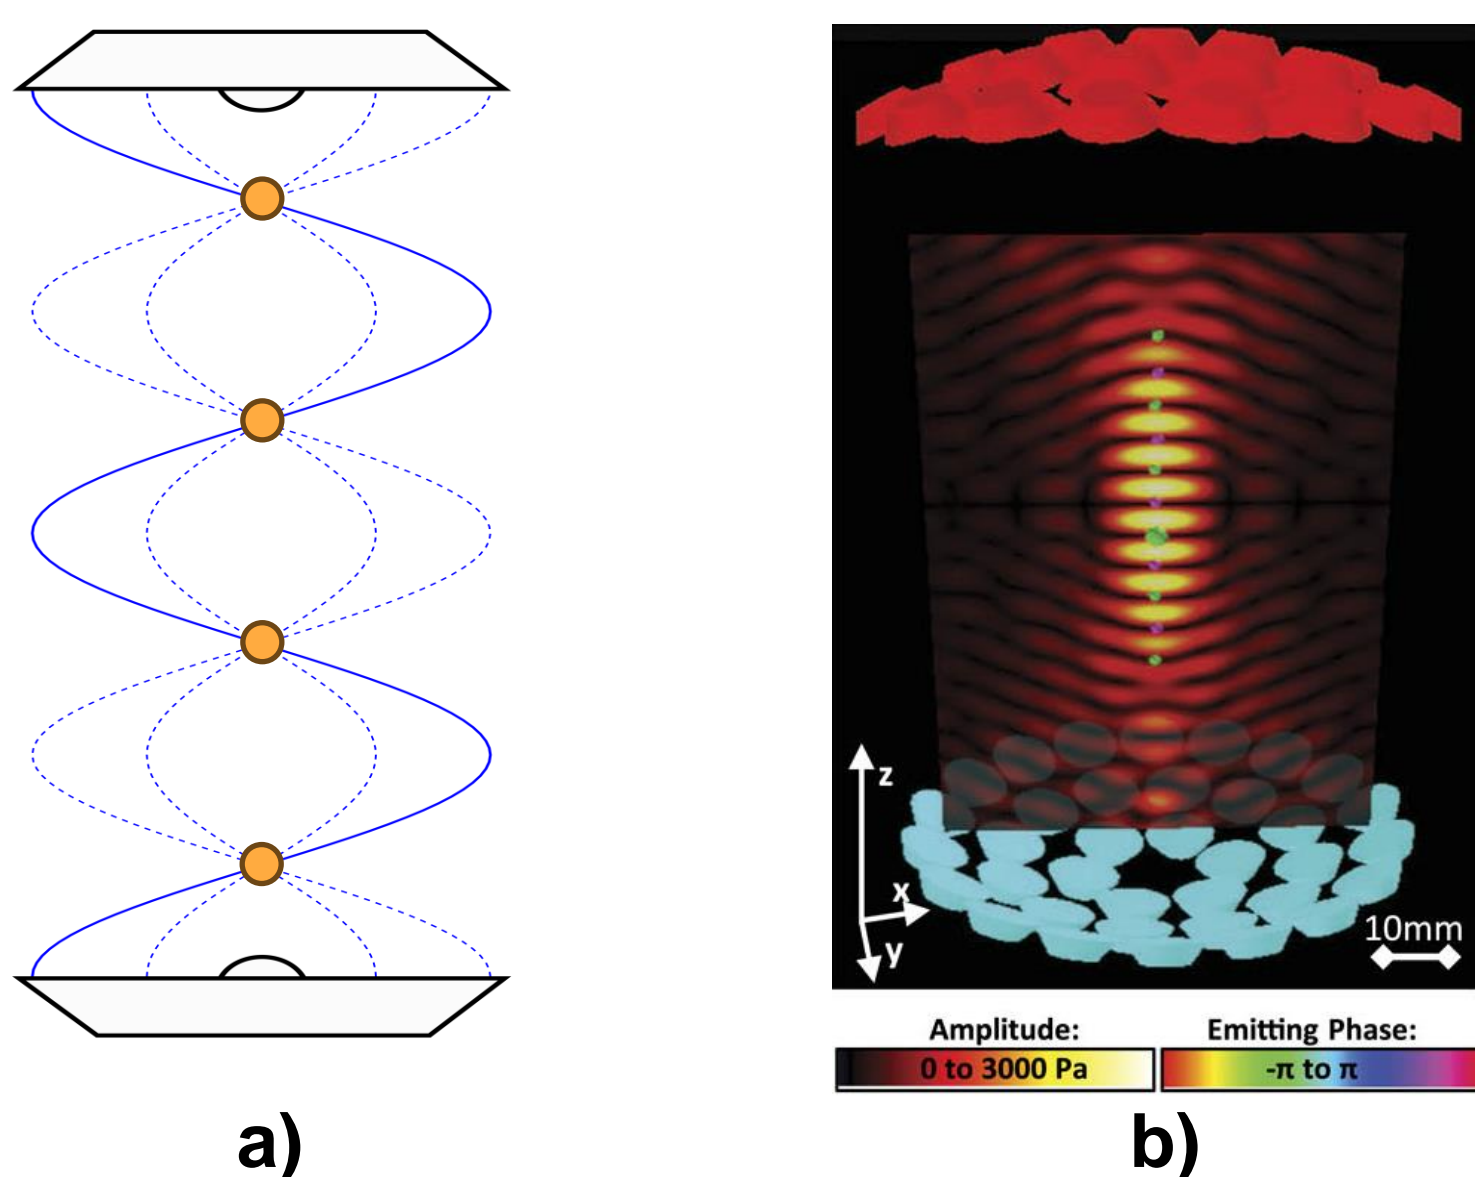 z
x
y
10mm
Amplitude:
Emitting Phase:
0 to 3000 Pa
-π to π
a)
b)